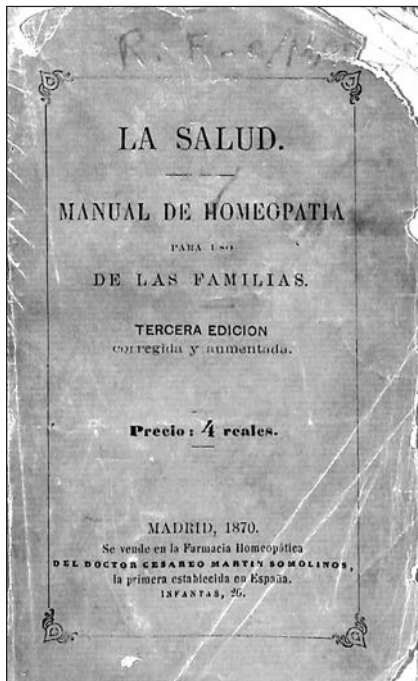 LA SALUD.
MANUAL DE HOMEOPATIA
PARA USO
DE LAS FAMILIAS.
TERCERA EDICION
corregida y aumentada.
Precio: 4 reales.
MADRID, 1870.
Se vende en la Farmacia Homeopática
DEL DOCTOR CESAREO MARTIN SOMOLINOS,
la primera establecida en España.
INFANTAS, 26.